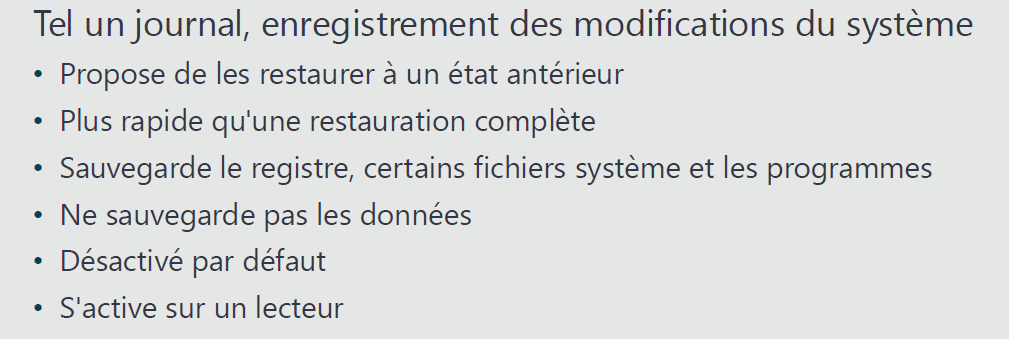 Tel un journal, enregistrement des modifications du système
• Propose de les restaurer à un état antérieur
• Plus rapide qu'une restauration complète
• Sauvegarde le registre, certains fichiers système et les programmes
• Ne sauvegarde pas les données
• Désactivé par défaut
• S'active sur un lecteur